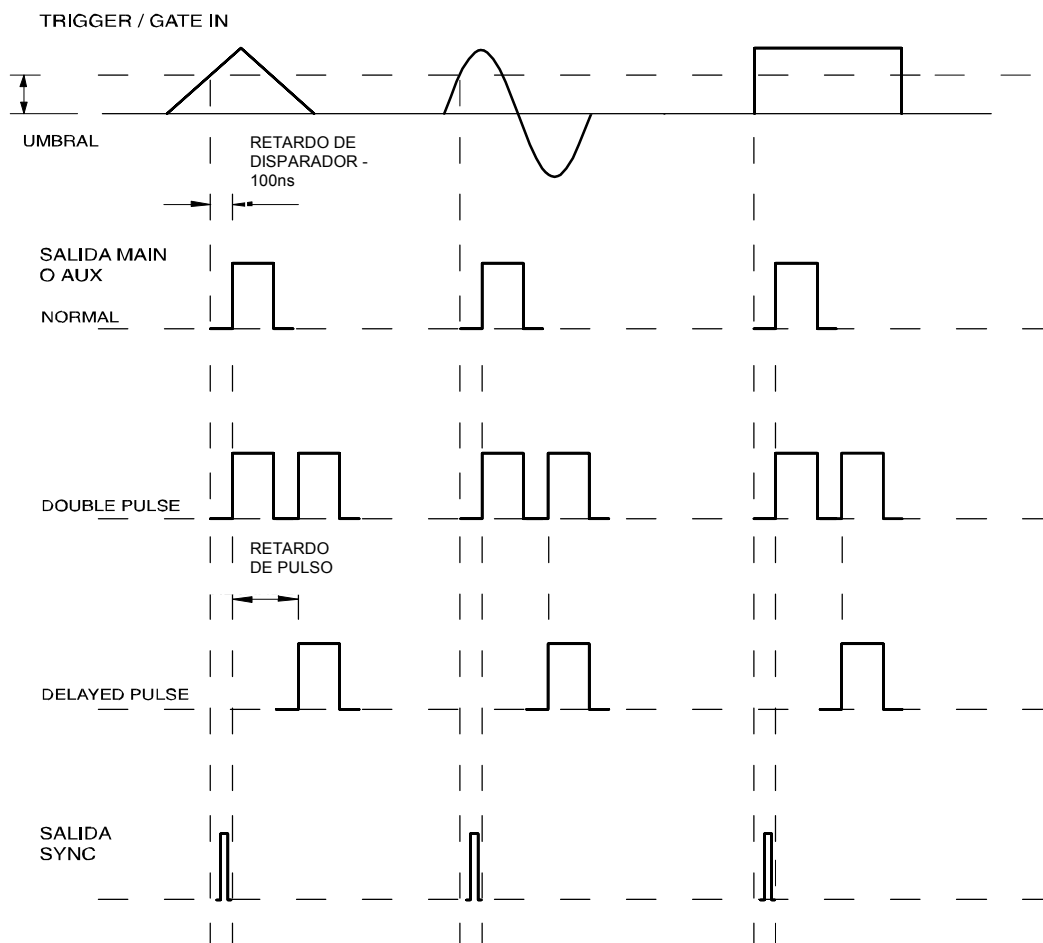 TRIGGER / GATE IN
UMBRAL
RETARDO DE
DISPARADOR -
100ns
SALIDA MAIN
O AUX
NORMAL
DOUBLE PULSE
RETARDO
DE PULSO
DELAYED PULSE
SALIDA
SYNC